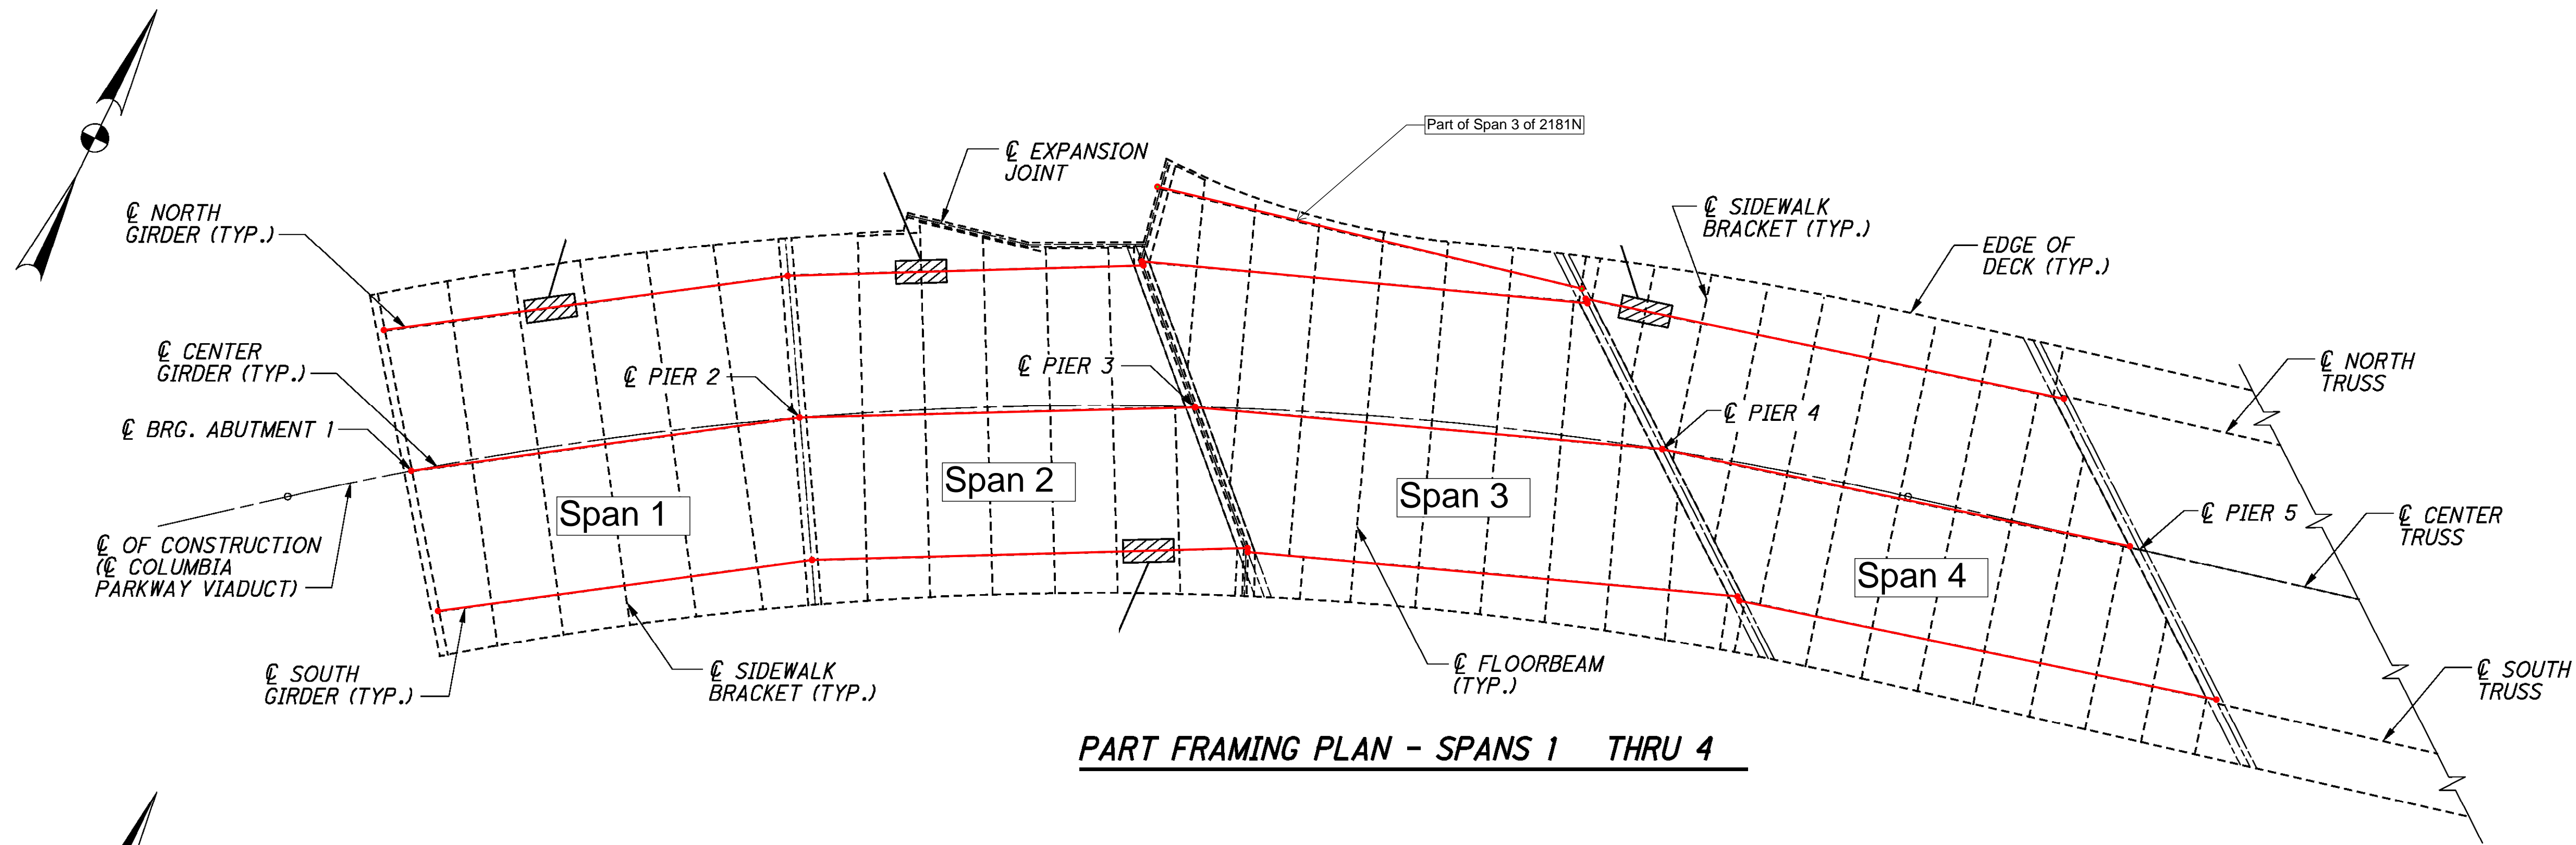 Part of Span 3 of 2181N
℄ EXPANSION
JOINT
℄ NORTH
GIRDER (TYP.)
℄ SIDEWALK
BRACKET (TYP.)
EDGE OF
DECK (TYP.)
℄ CENTER
GIRDER (TYP.)
℄ PIER 2
℄ PIER 3
℄ NORTH
TRUSS
℄ BRG. ABUTMENT 1
℄ PIER 4
Span 1
Span 2
Span 3
Span 4
℄ PIER 5
℄ CENTER
TRUSS
℄ OF CONSTRUCTION
(℄ COLUMBIA
PARKWAY VIADUCT)
℄ SOUTH
GIRDER (TYP.)
℄ SIDEWALK
BRACKET (TYP.)
℄ FLOORBEAM
(TYP.)
℄ SOUTH
TRUSS
PART FRAMING PLAN - SPANS 1 THRU 4